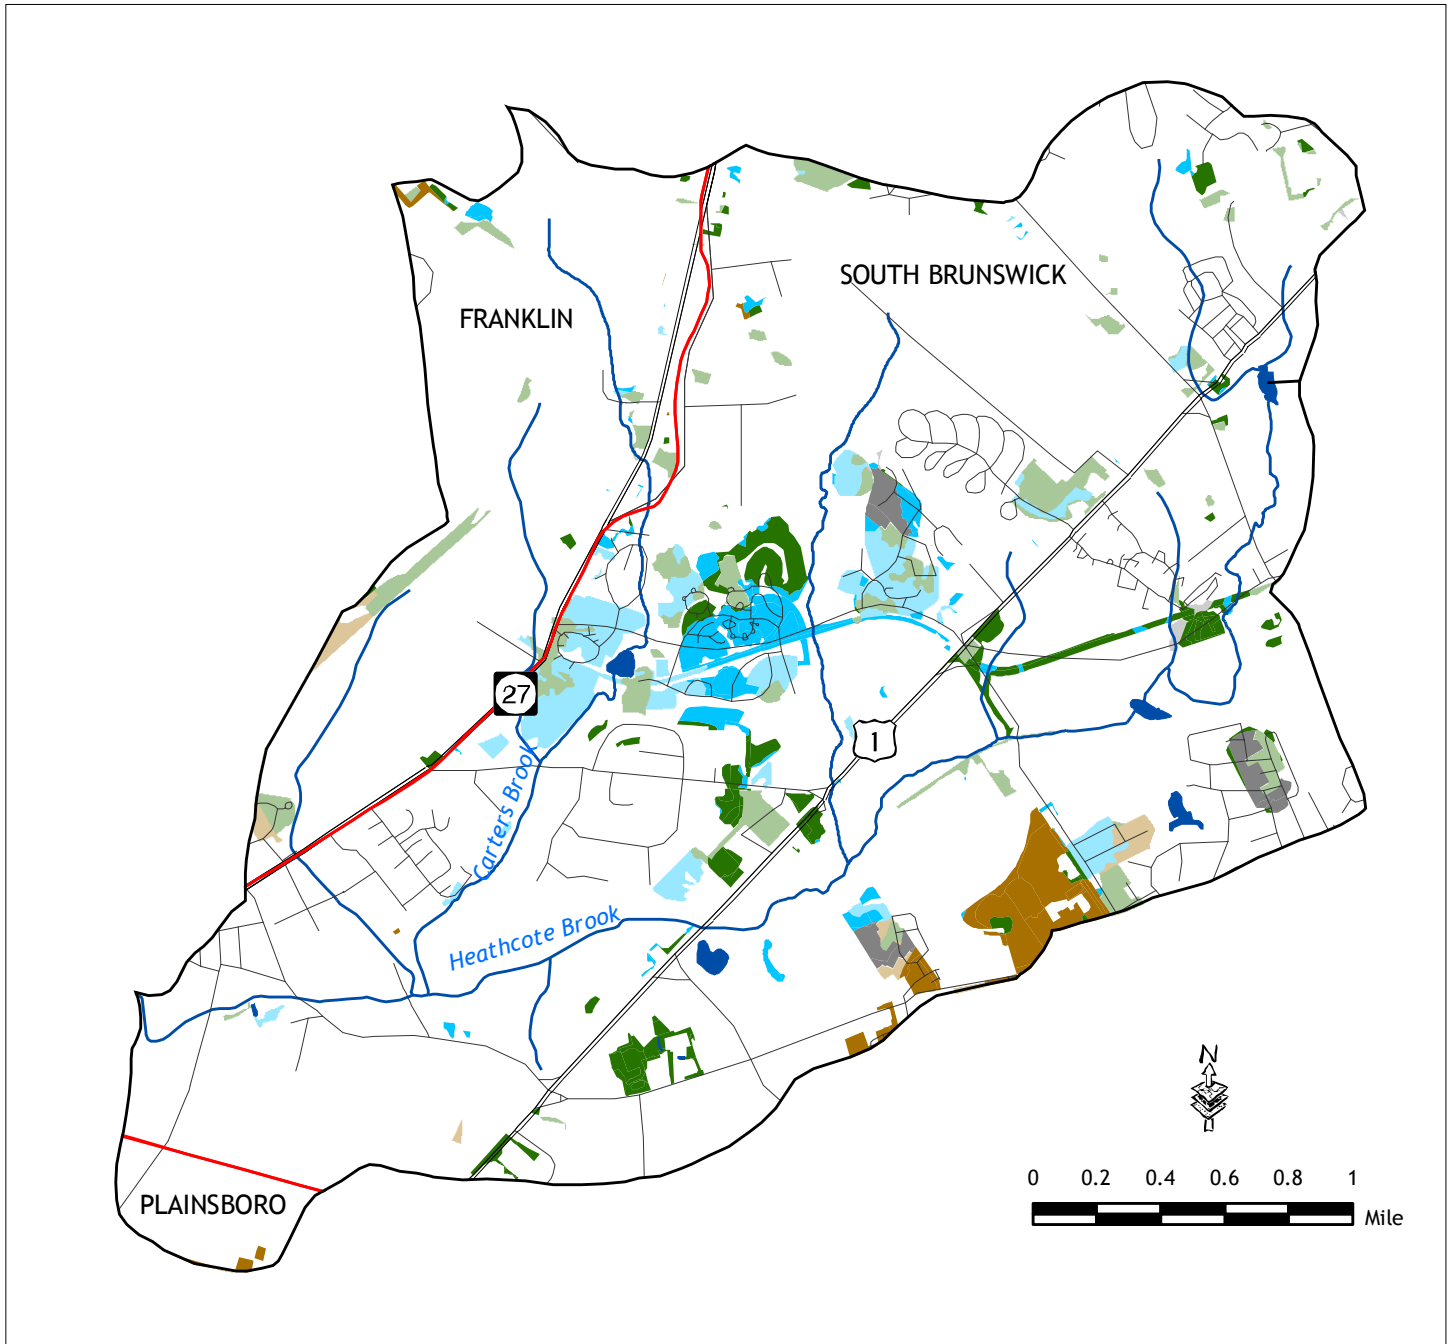 SOUTH BRUNSWICK
FRANKLIN
27
1
Carters Brook
Heathcote Brook
N
0 0.2 0.4 0.6 0.8 1
Mile
PLAINSBORO